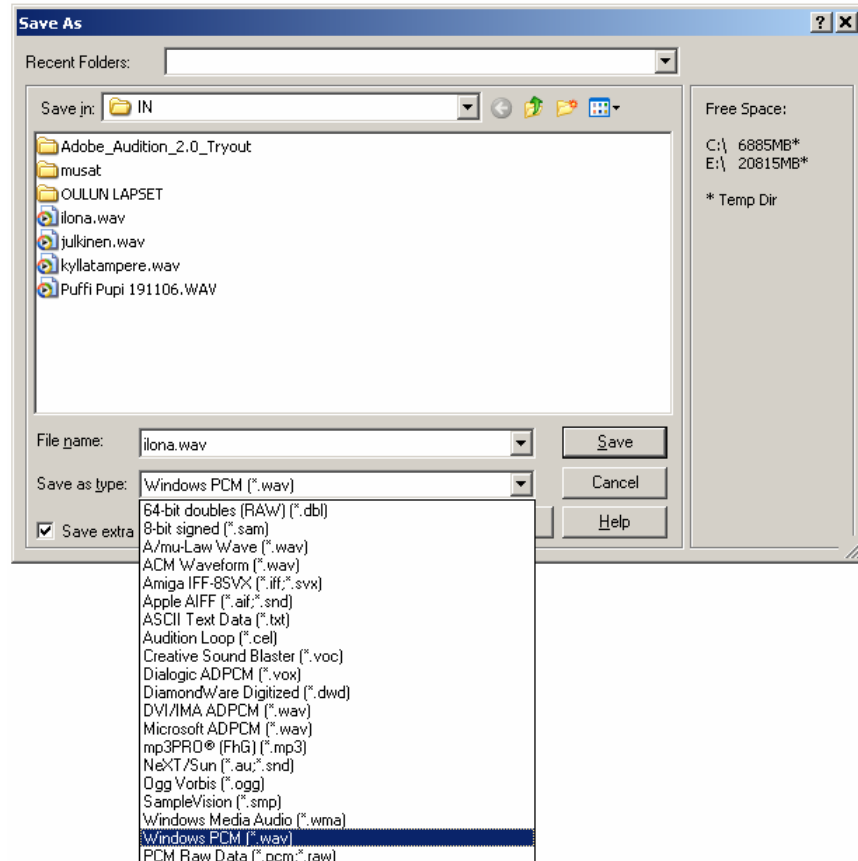 Save As
Recent Folders:
Save in: IN
Free Space:
Adobe_Audition_2.0_Tryout
musat
OULUN LAPSET
ilona.wav
julkinen.wav
kyllatampere.wav
Puffi Pupi 191106.WAV
C:\ 6885MB*
E:\ 20815MB*
* Temp Dir
File name: ilona.wav Save
Save as type: Windows PCM (*.wav) Cancel
Save extra Help
64-bit doubles (RAW) (*.dbl)
8-bit signed (*.sam)
A/mu-Law Wave (*.wav)
ACM Waveform (*.wav)
Amiga IFF-8SVX (*.iff;*.svx)
Apple AIFF (*.aif;*.snd)
ASCII Text Data (*.txt)
Audition Loop (*.cel)
Creative Sound Blaster (*.voc)
Dialogic ADPCM (*.vox)
DiamondWare Digitized (*.dwd)
DVI/IMA ADPCM (*.wav)
Microsoft ADPCM (*.wav)
mp3PRO® (FhG) (*.mp3)
NeXT/Sun (*.au;*.snd)
Ogg Vorbis (*.ogg)
SampleVision (*.smp)
Windows Media Audio (*.wma)
Windows PCM (*.wav)
PCM Raw Data (*.pcm;*.raw)